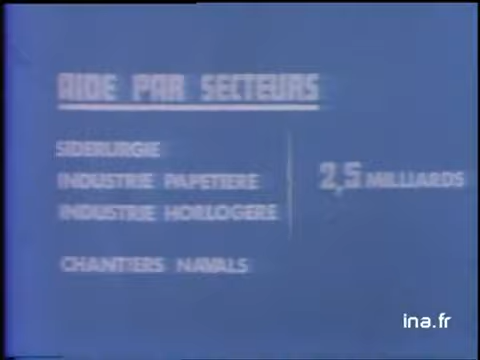 AIDE PAR SECTEURS
SIDERURGIE
INDUSTRIE PAPETIERE
2,5 MILLIARDS
INDUSTRIE HORLOGERE
CHANTIERS NAVALS
ina.fr